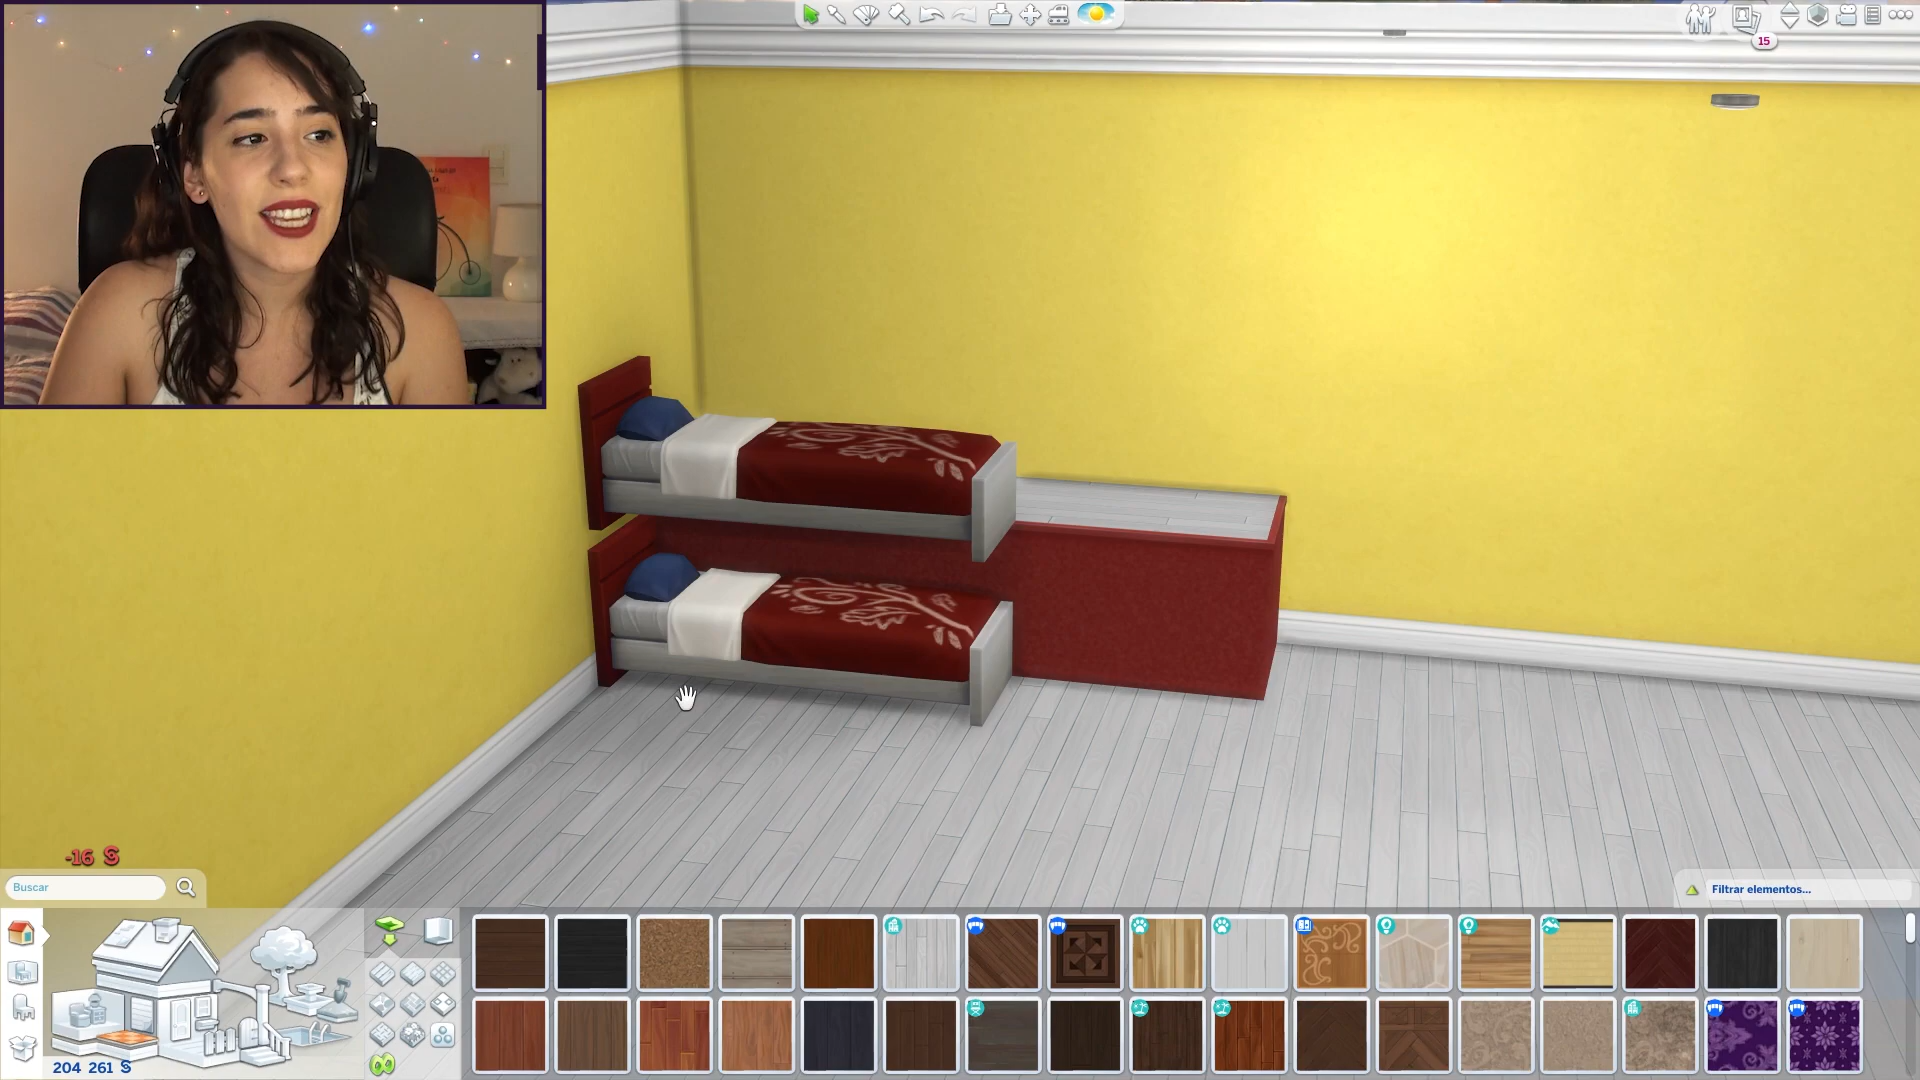 15
-16 §
Buscar
Filtrar elementos...
204 261 §